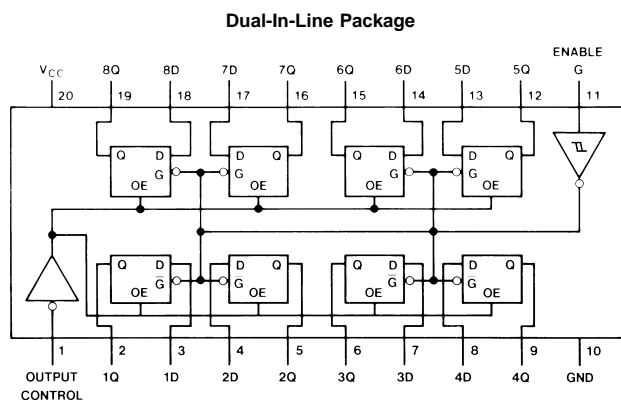 Dual-In-Line Package
ENABLE
VCC 8Q 8D 7D 7Q 6Q 6D 5D 5Q G
20 19 18 17 16 15 14 13 12 11
Q D D Q Q D D Q
G G G G
OE OE OE OE
Q D D Q Q D D Q
G̅ G̅ G̅ G̅
OE OE OE OE
1 2 3 4 5 6 7 8 9 10
OUTPUT 1Q 1D 2D 2Q 3Q 3D 4D 4Q GND
CONTROL